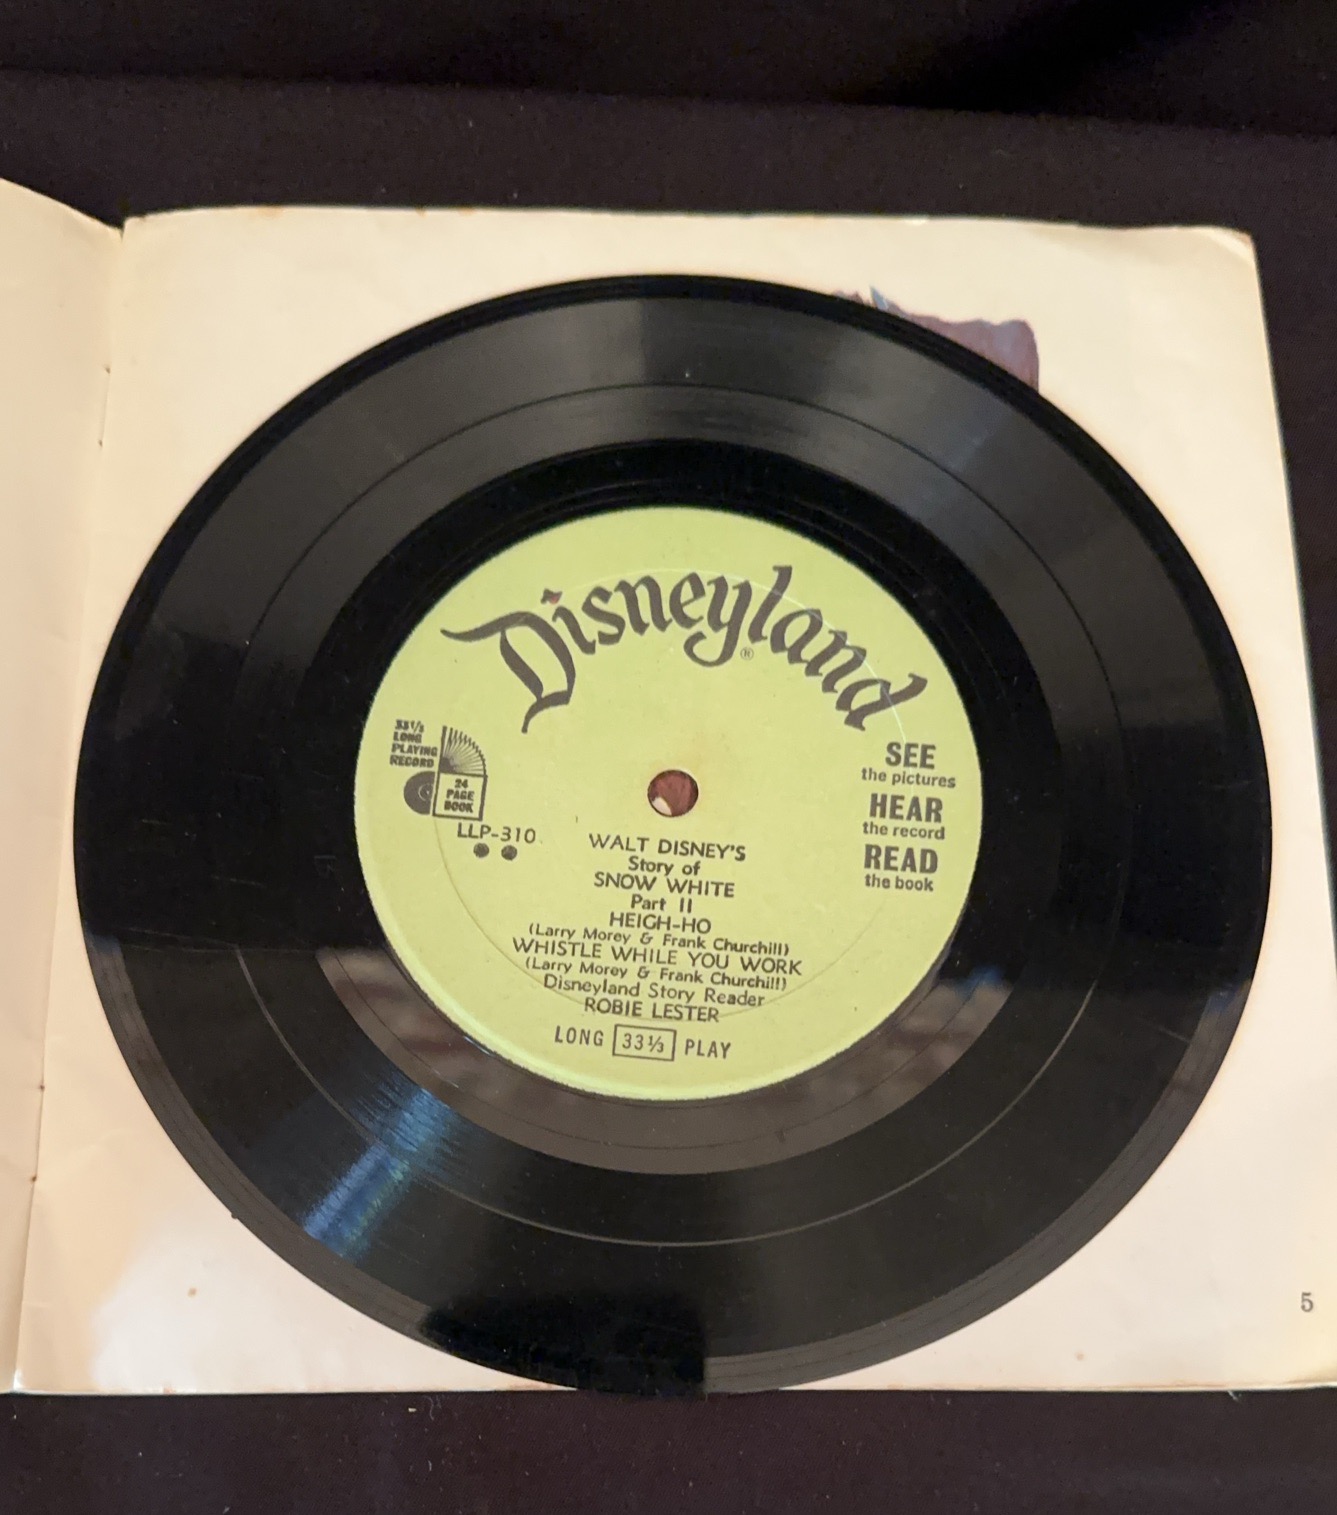 Disneyland
®
33⅓
LONG
PLAYING
RECORD
24
PAGE
BOOK
LLP-310
SEE
the pictures
HEAR
the record
READ
the book
WALT DISNEY'S
Story of
SNOW WHITE
Part II
HEIGH-HO
(Larry Morey & Frank Churchill)
WHISTLE WHILE YOU WORK
(Larry Morey & Frank Churchill)
Disneyland Story Reader
ROBIE LESTER
LONG 33⅓ PLAY
5